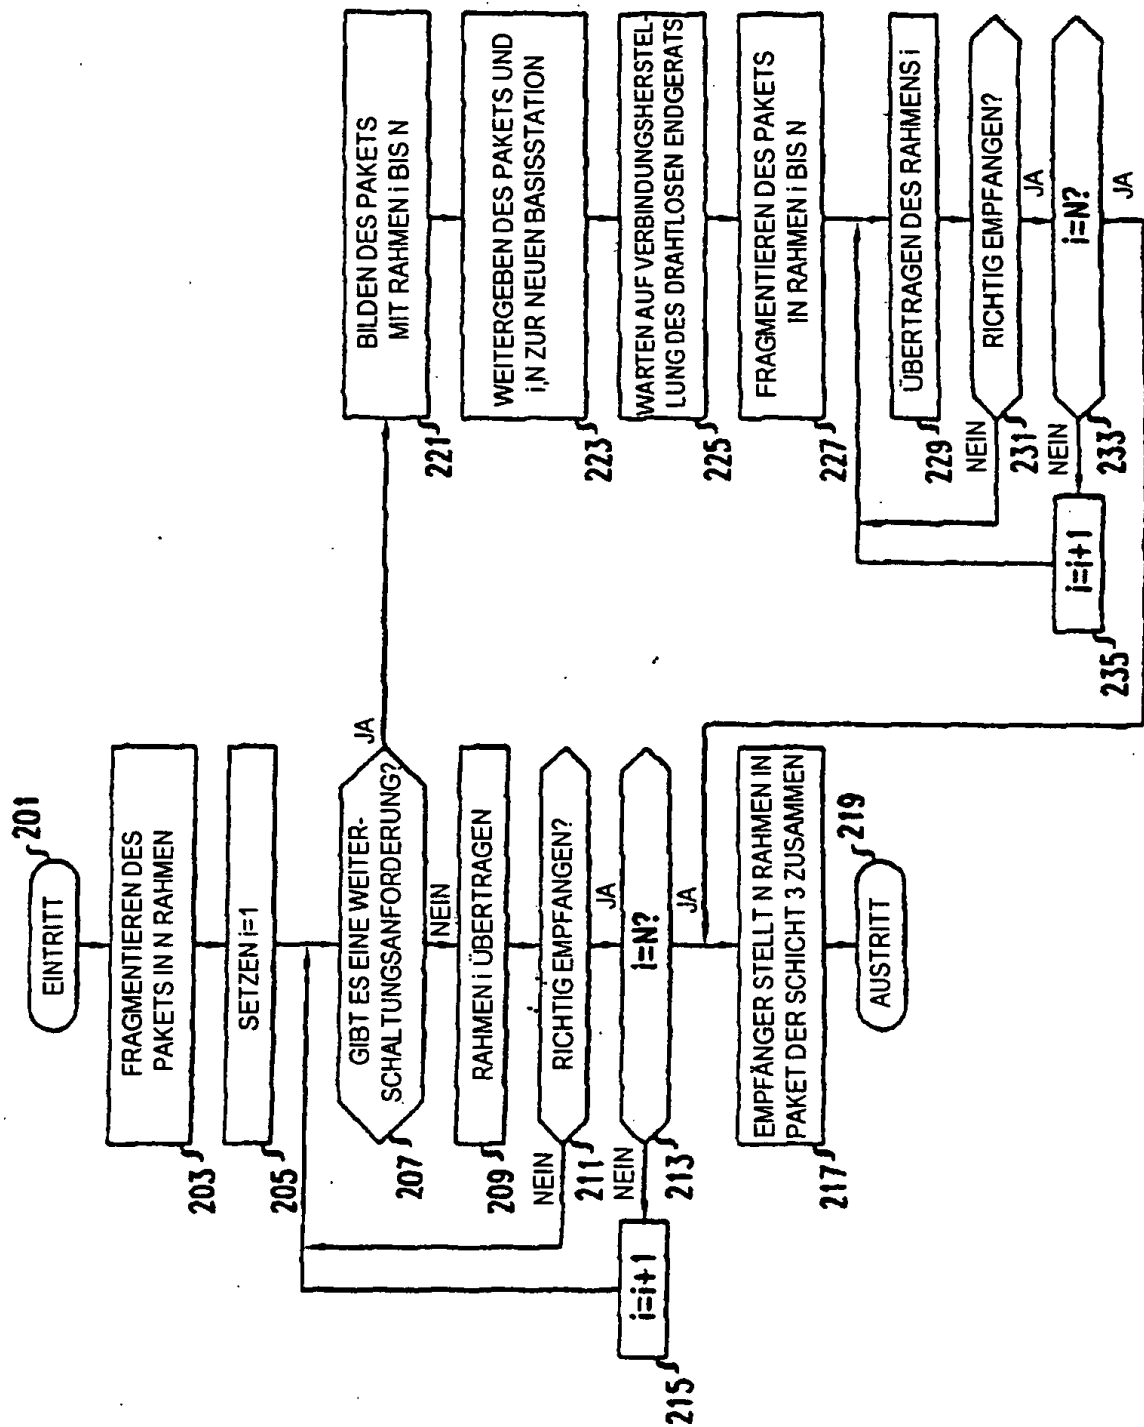 201
EINTRITT
FRAGMENTIEREN DES
PAKETS IN N RAHMEN
203
SETZEN i=1
205
GIBT ES EINE WEITER-
SCHALTUNGSANFORDERUNG?
JA
207
NEIN
RAHMEN i ÜBERTRAGEN
209
RICHTIG EMPFANGEN?
NEIN
211
JA
i=N?
NEIN
213
JA
i=i+1
215
EMPFÄNGER STELLT N RAHMEN IN
PAKET DER SCHICHT 3 ZUSAMMEN
217
AUSTRITT
219
BILDEN DES PAKETS
MIT RAHMEN i BIS N
221
WEITERGEBEN DES PAKETS UND
i,N ZUR NEUEN BASISSTATION
223
WARTEN AUF VERBINDUNGSHERSTEL-
LUNG DES DRAHTLOSEN ENDGERÄTS
225
FRAGMENTIEREN DES PAKETS
IN RAHMEN i BIS N
227
ÜBERTRAGEN DES RAHMENS i
229
RICHTIG EMPFANGEN?
NEIN
231
JA
i=N?
NEIN
233
JA
i=i+1
235